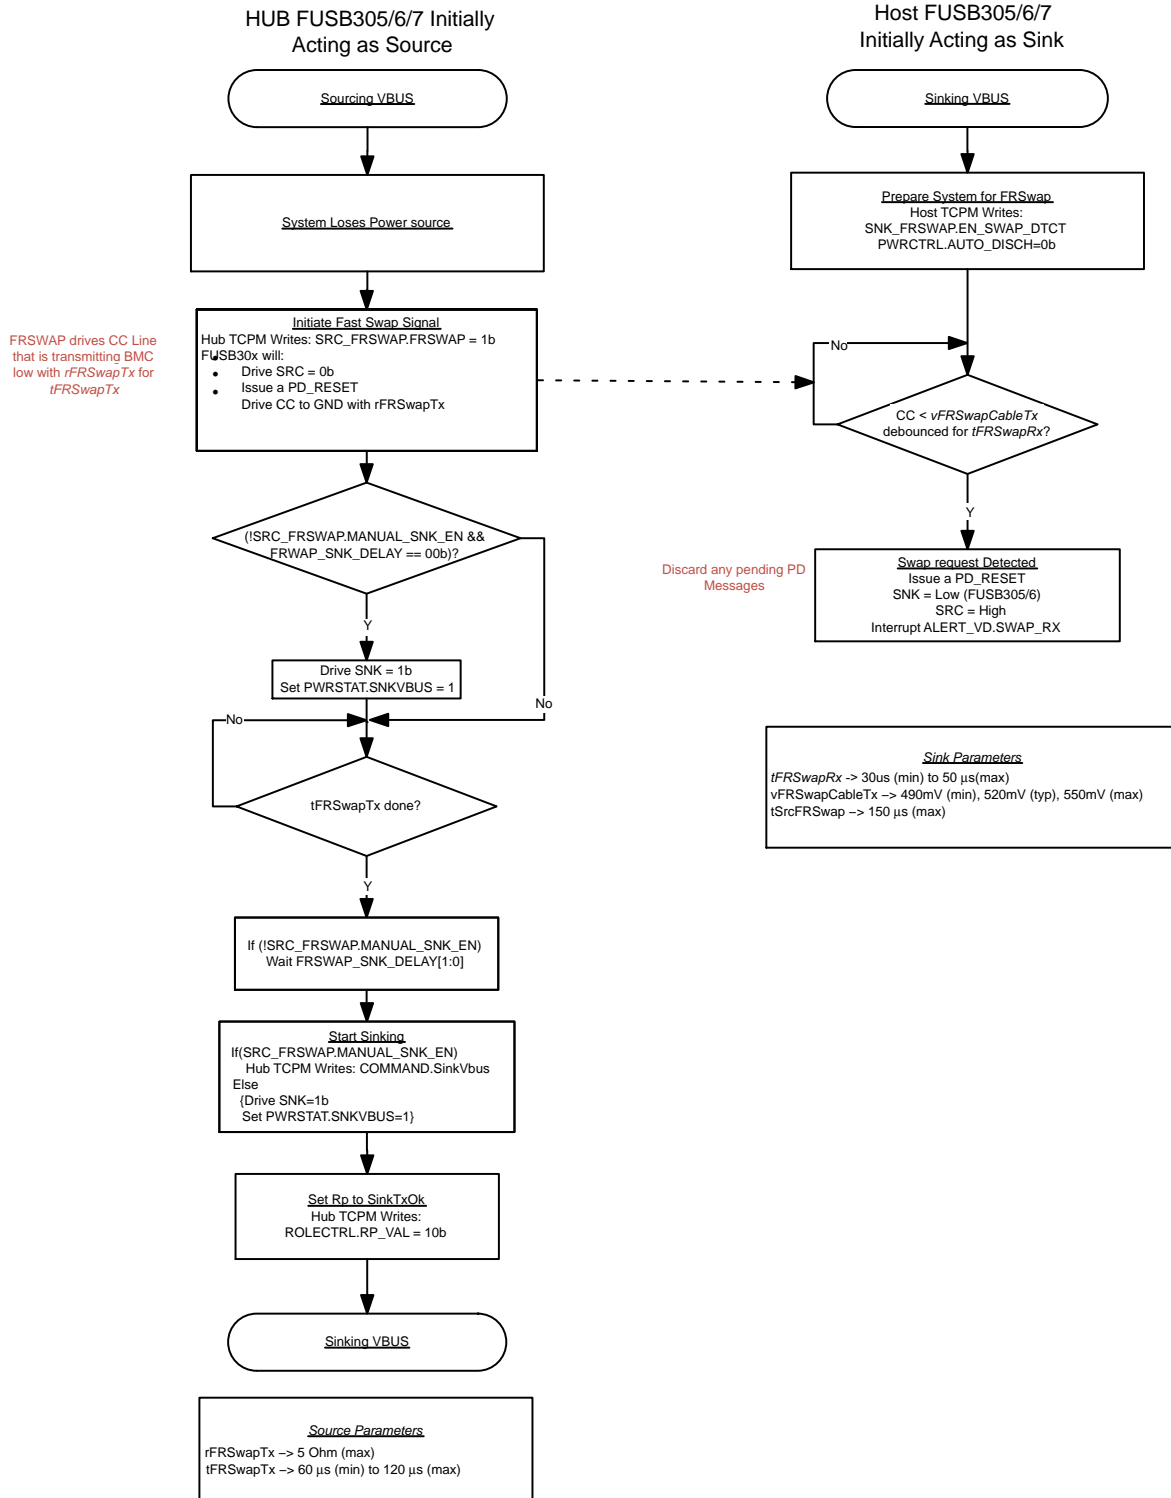 HUB FUSB305/6/7 Initially
Acting as Source
Sourcing VBUS
System Loses Power source
FRSWAP drives CC Line
that is transmitting BMC
low with rFRSwapTx for
tFRSwapTx
Initiate Fast Swap Signal
Hub TCPM Writes: SRC_FRSWAP.FRSWAP = 1b
FUSB30x will:
• Drive SRC = 0b
• Issue a PD_RESET
• Drive CC to GND with rFRSwapTx
(!SRC_FRSWAP.MANUAL_SNK_EN &&
FRWAP_SNK_DELAY == 00b)?
Y
Drive SNK = 1b
Set PWRSTAT.SNKVBUS = 1
No
No
tFRSwapTx done?
Y
If (!SRC_FRSWAP.MANUAL_SNK_EN)
Wait FRSWAP_SNK_DELAY[1:0]
Start Sinking
If(SRC_FRSWAP.MANUAL_SNK_EN)
Hub TCPM Writes: COMMAND.SinkVbus
Else
{Drive SNK=1b
Set PWRSTAT.SNKVBUS=1}
Set Rp to SinkTxOk
Hub TCPM Writes:
ROLECTRL.RP_VAL = 10b
Sinking VBUS
Source Parameters
rFRSwapTx –> 5 Ohm (max)
tFRSwapTx –> 60 μs (min) to 120 μs (max)
Host FUSB305/6/7
Initially Acting as Sink
Sinking VBUS
Prepare System for FRSwap
Host TCPM Writes:
SNK_FRSWAP.EN_SWAP_DTCT
PWRCTRL.AUTO_DISCH=0b
No
CC < vFRSwapCableTx
debounced for tFRSwapRx?
Y
Discard any pending PD
Messages
Swap request Detected
Issue a PD_RESET
SNK = Low (FUSB305/6)
SRC = High
Interrupt ALERT_VD.SWAP_RX
Sink Parameters
tFRSwapRx -> 30us (min) to 50 μs(max)
vFRSwapCableTx –> 490mV (min), 520mV (typ), 550mV (max)
tSrcFRSwap –> 150 μs (max)